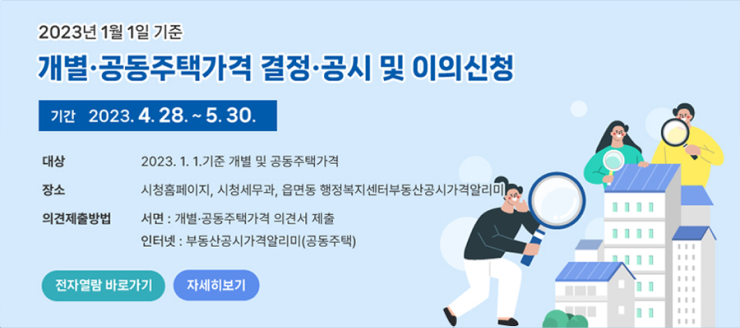 2023년 1월 1일 기준
개별·공동주택가격 결정·공시 및 이의신청
기간 2023. 4. 28. ~ 5. 30.
대상 2023. 1. 1.기준 개별 및 공동주택가격
장소 시청홈페이지, 시청세무과, 읍면동 행정복지센터부동산공시가격알리미
의견제출방법 서면 : 개별·공동주택가격 의견서 제출
인터넷 : 부동산공시가격알리미(공동주택)
전자열람 바로가기 자세히보기